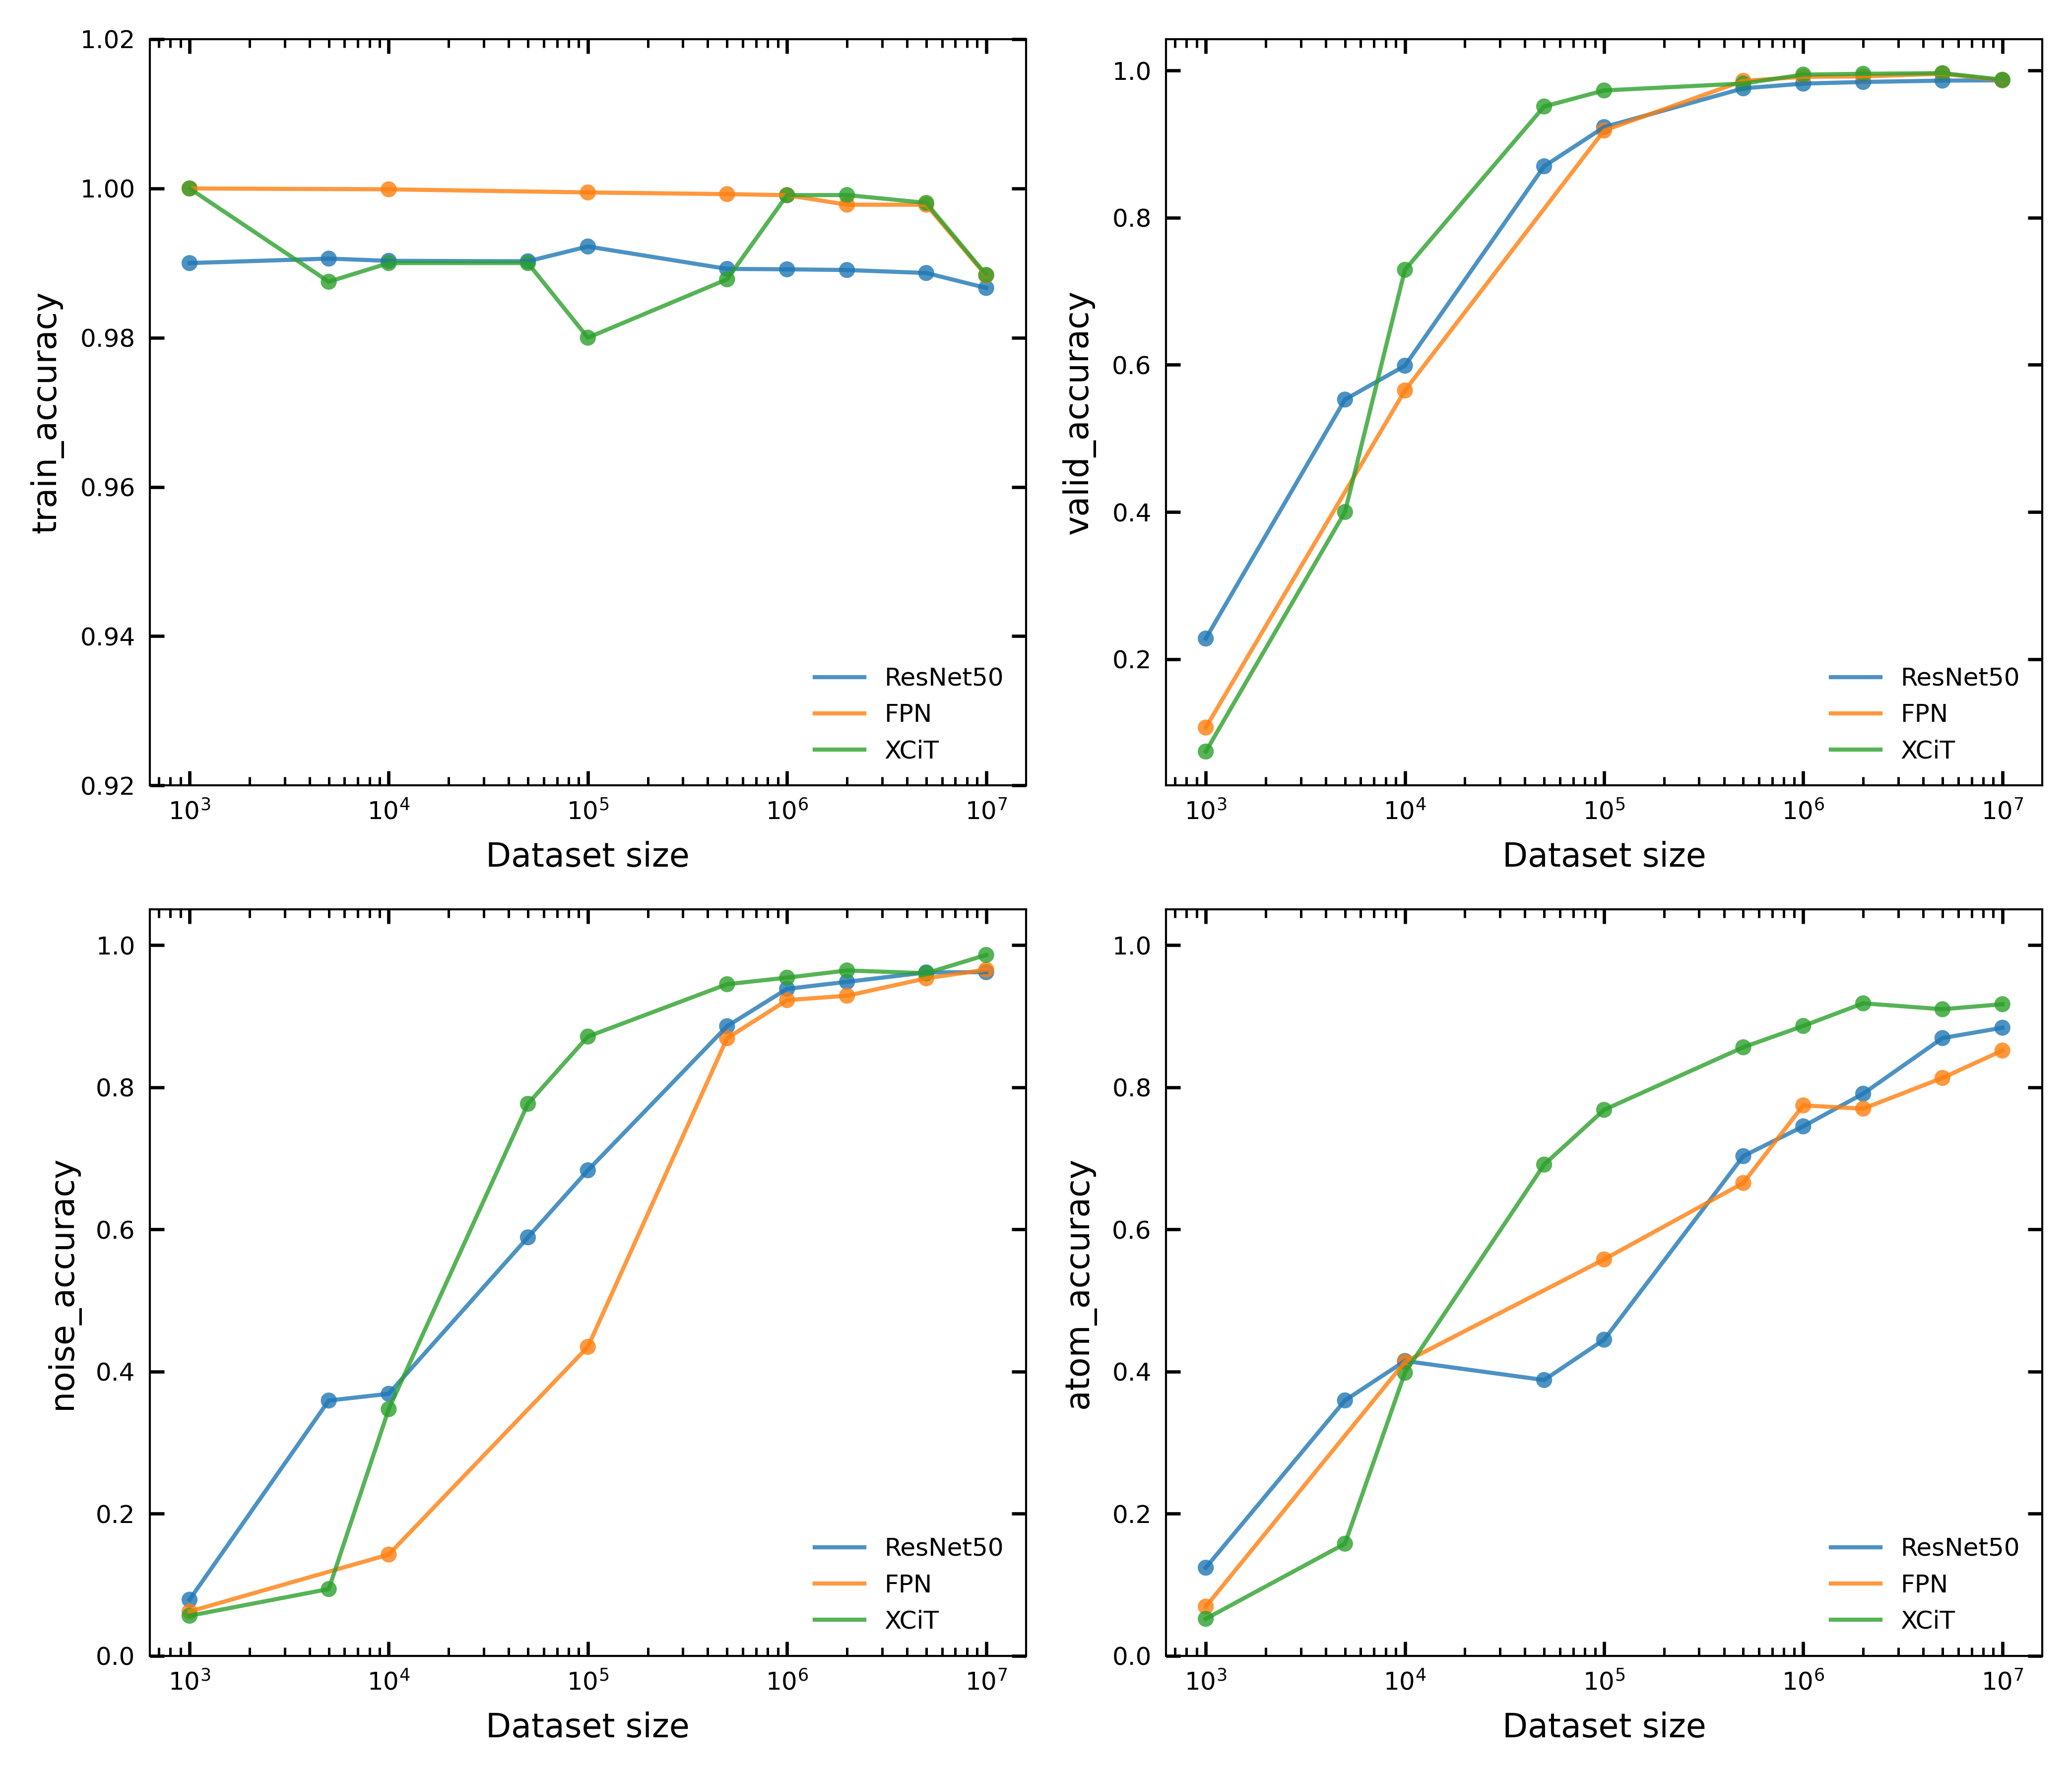 train_accuracy
1.02
1.00
0.98
0.96
0.94
0.92
ResNet50
FPN
XCiT
10³ 10⁴ 10⁵ 10⁶ 10⁷
Dataset size
valid_accuracy
1.0
0.8
0.6
0.4
0.2
ResNet50
FPN
XCiT
10³ 10⁴ 10⁵ 10⁶ 10⁷
Dataset size
noise_accuracy
1.0
0.8
0.6
0.4
0.2
0.0
ResNet50
FPN
XCiT
10³ 10⁴ 10⁵ 10⁶ 10⁷
Dataset size
atom_accuracy
1.0
0.8
0.6
0.4
0.2
0.0
ResNet50
FPN
XCiT
10³ 10⁴ 10⁵ 10⁶ 10⁷
Dataset size